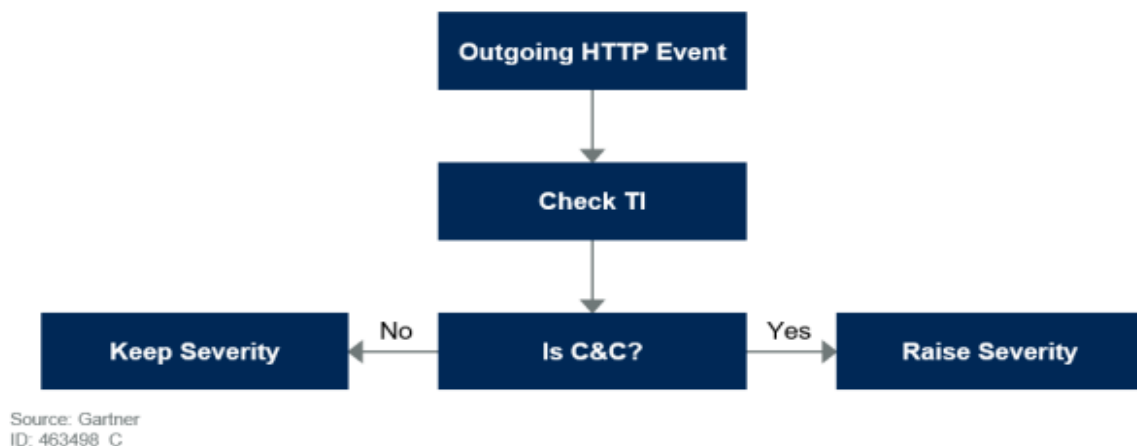 Outgoing HTTP Event
Check TI
Keep Severity
No
Is C&C?
Yes
Raise Severity
Source: Gartner
ID: 463498_C